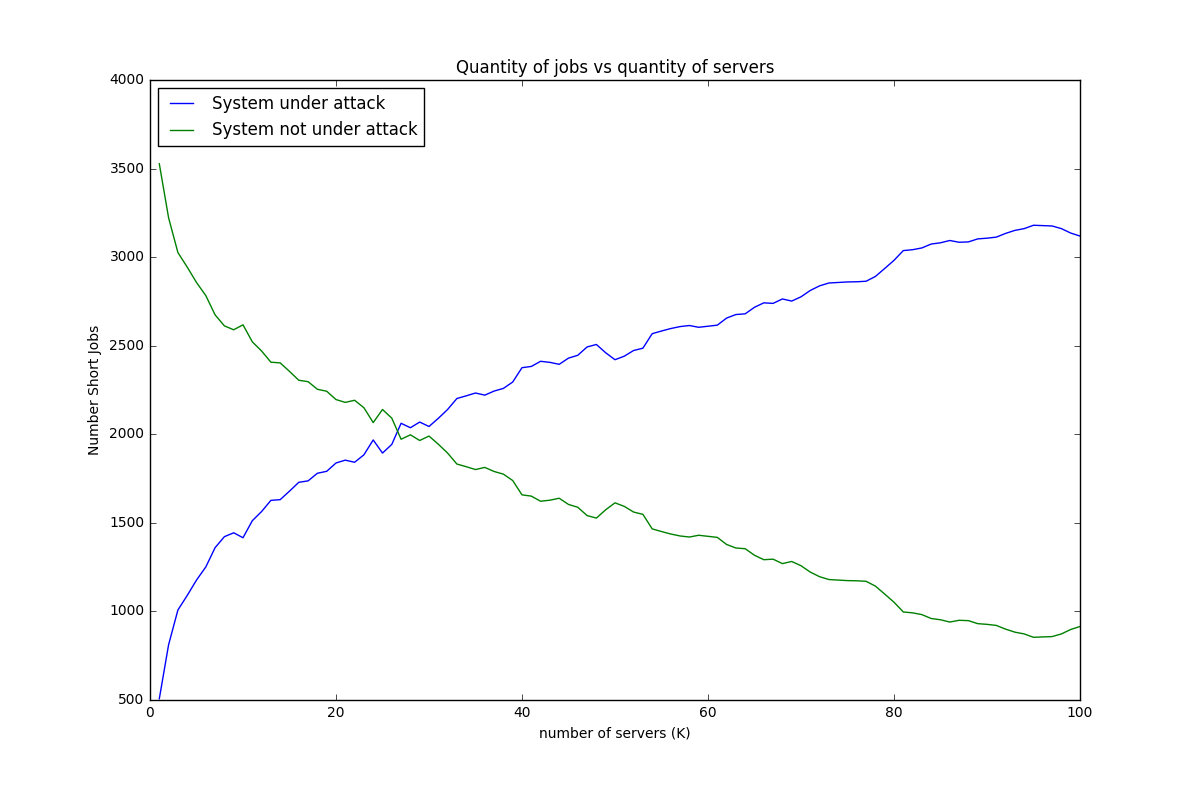 Quantity of jobs vs quantity of servers
4000
System under attack
System not under attack
3500
3000
2500
Number Short Jobs
2000
1500
1000
500
0 20 40 60 80 100
number of servers (K)